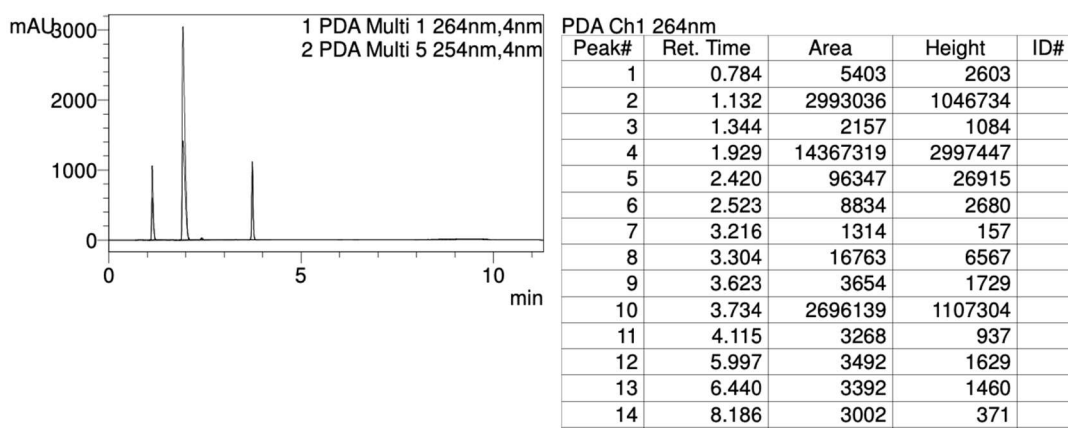 mAU
1 PDA Multi 1 264nm,4nm
2 PDA Multi 5 254nm,4nm
3000
2000
1000
0
0 5 10
min
PDA Ch1 264nm
Peak# Ret. Time Area Height ID#
1 0.784 5403 2603
2 1.132 2993036 1046734
3 1.344 2157 1084
4 1.929 14367319 2997447
5 2.420 96347 26915
6 2.523 8834 2680
7 3.216 1314 157
8 3.304 16763 6567
9 3.623 3654 1729
10 3.734 2696139 1107304
11 4.115 3268 937
12 5.997 3492 1629
13 6.440 3392 1460
14 8.186 3002 371